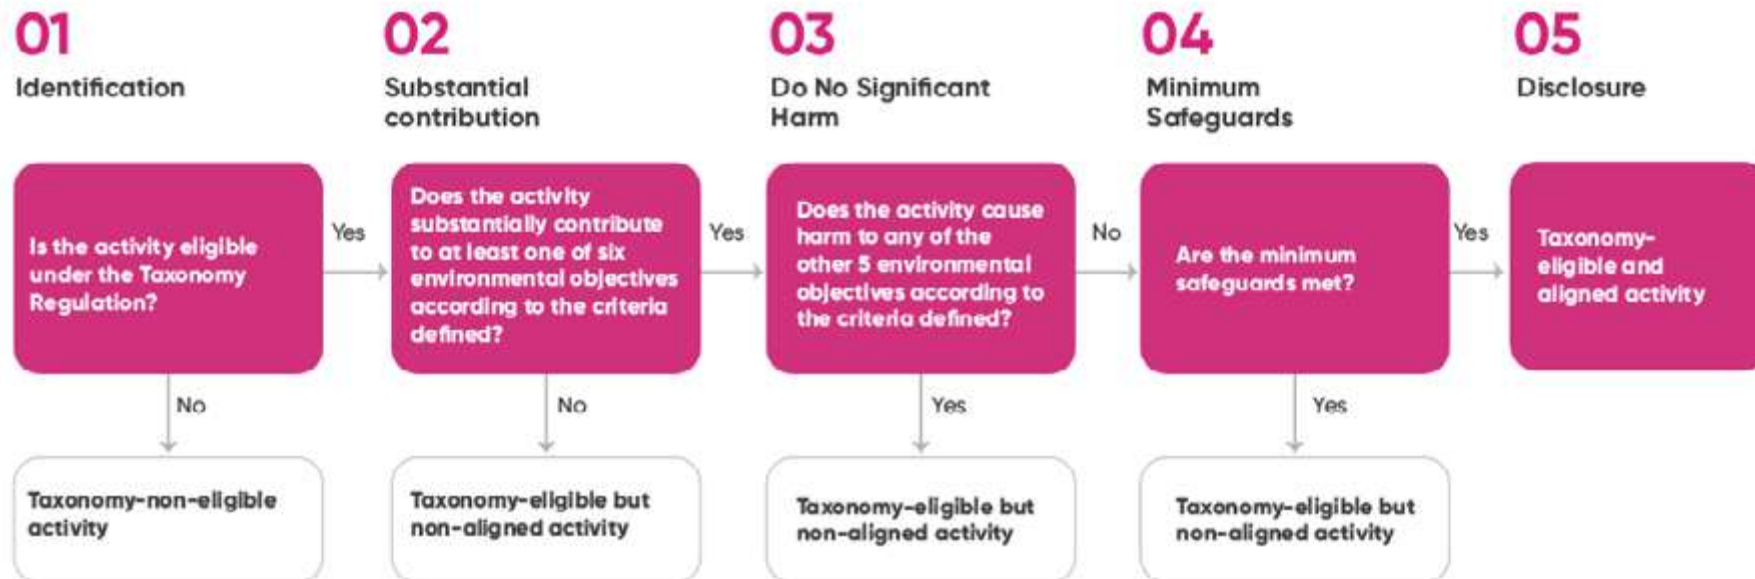 01
Identification
Is the activity eligible
under the Taxonomy
Regulation?
Yes
No
Taxonomy-non-eligible
activity
02
Substantial
contribution
Does the activity
substantially contribute
to at least one of six
environmental objectives
according to the criteria
defined?
Yes
No
Taxonomy-eligible but
non-aligned activity
03
Do No Significant
Harm
Does the activity cause
harm to any of the
other 5 environmental
objectives according to
the criteria defined?
No
Yes
Taxonomy-eligible but
non-aligned activity
04
Minimum
Safeguards
Are the minimum
safeguards met?
Yes
Yes
Taxonomy-eligible but
non-aligned activity
05
Disclosure
Taxonomy-
eligible and
aligned activity